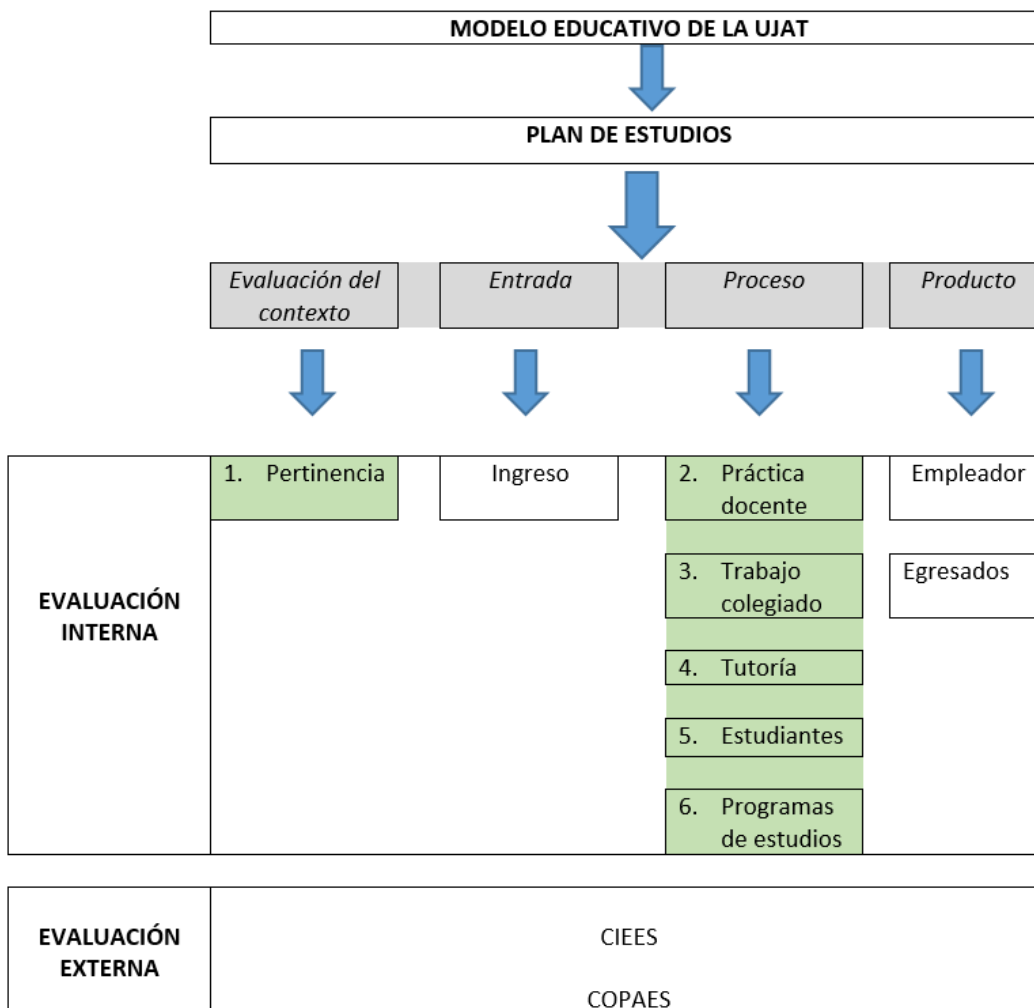 MODELO EDUCATIVO DE LA UJAT
PLAN DE ESTUDIOS
Evaluación del
contexto
Entrada
Proceso
Producto
EVALUACIÓN
INTERNA
1. Pertinencia
Ingreso
2. Práctica
docente
3. Trabajo
colegiado
4. Tutoría
5. Estudiantes
6. Programas
de estudios
Empleador
Egresados
EVALUACIÓN
EXTERNA
CIEES
COPAES